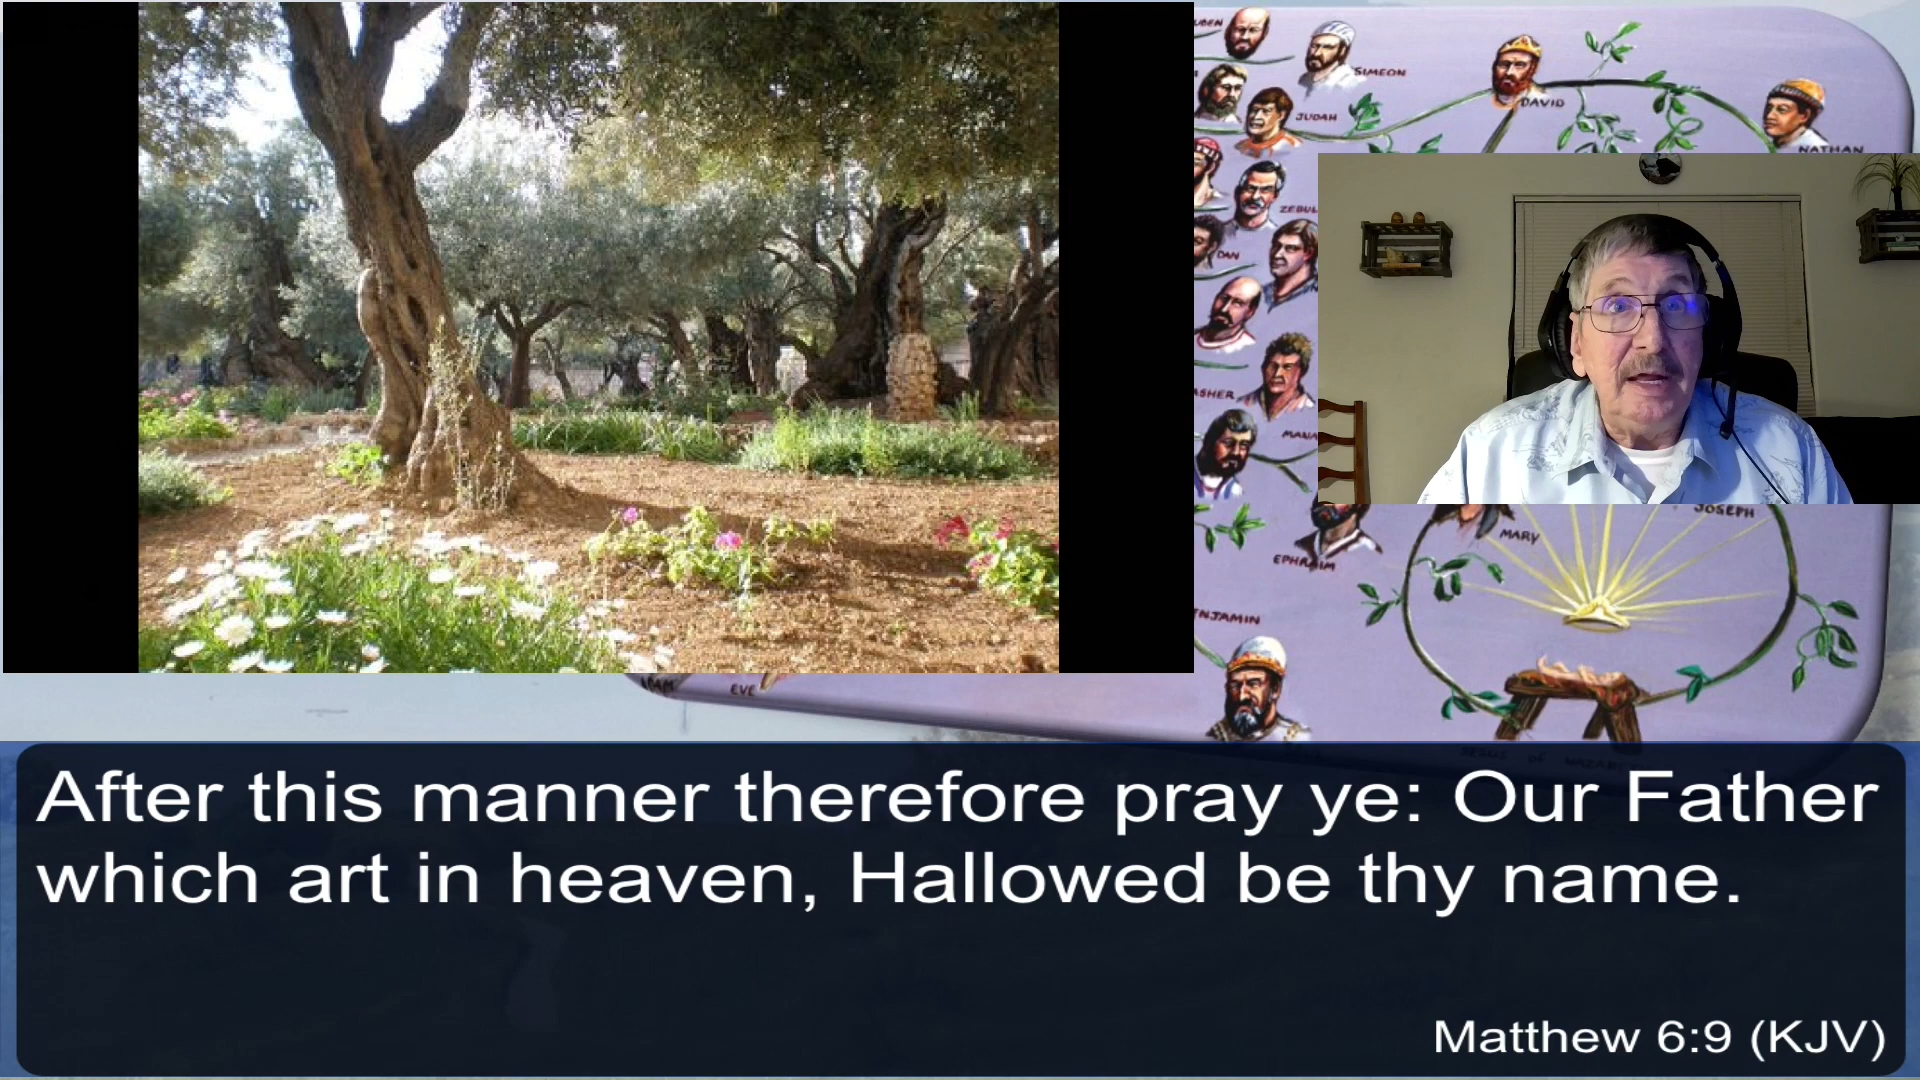 SIMEON
DAVID
JUDAH
NATHAN
DAN
ASHER
JOSEPH
MARY
EPHRAIM
EVE
After this manner therefore pray ye: Our Father
which art in heaven, Hallowed be thy name.
Matthew 6:9 (KJV)